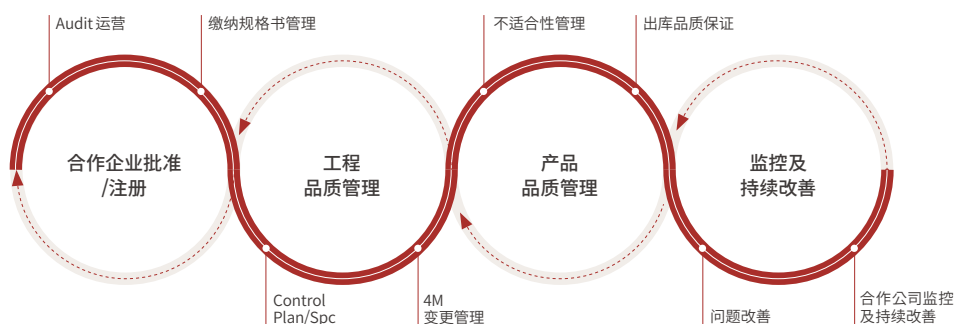 Audit 运营
缴纳规格书管理
不适合性管理
出库品质保证
合作企业批准
/注册
工程
品质管理
产品
品质管理
监控及
持续改善
Control
Plan/Spc
4M
变更管理
问题改善
合作公司监控
及持续改善